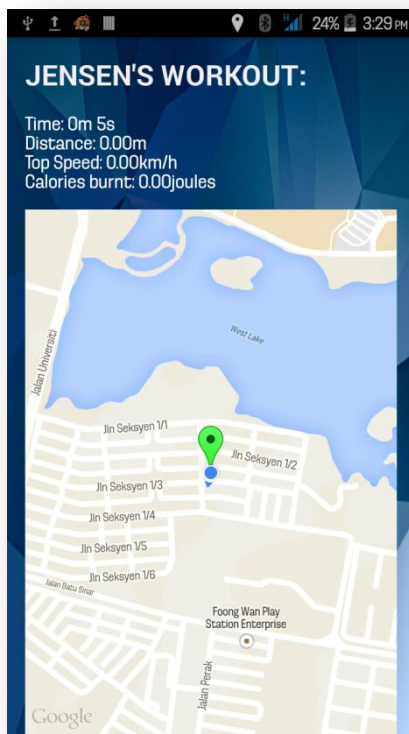 24% 3:29 PM
JENSEN'S WORKOUT:
Time: 0m 5s
Distance: 0.00m
Top Speed: 0.00km/h
Calories burnt: 0.00joules
West Lake
Jalan Universiti
Jln Seksyen 1/1
Jln Seksyen 1/2
Jln Seksyen 1/3
Jln Seksyen 1/4
Jln Seksyen 1/5
Jln Seksyen 1/6
Jalan Batu Sinar
Foong Wan Play
Station Enterprise
Jalan Perak
Google